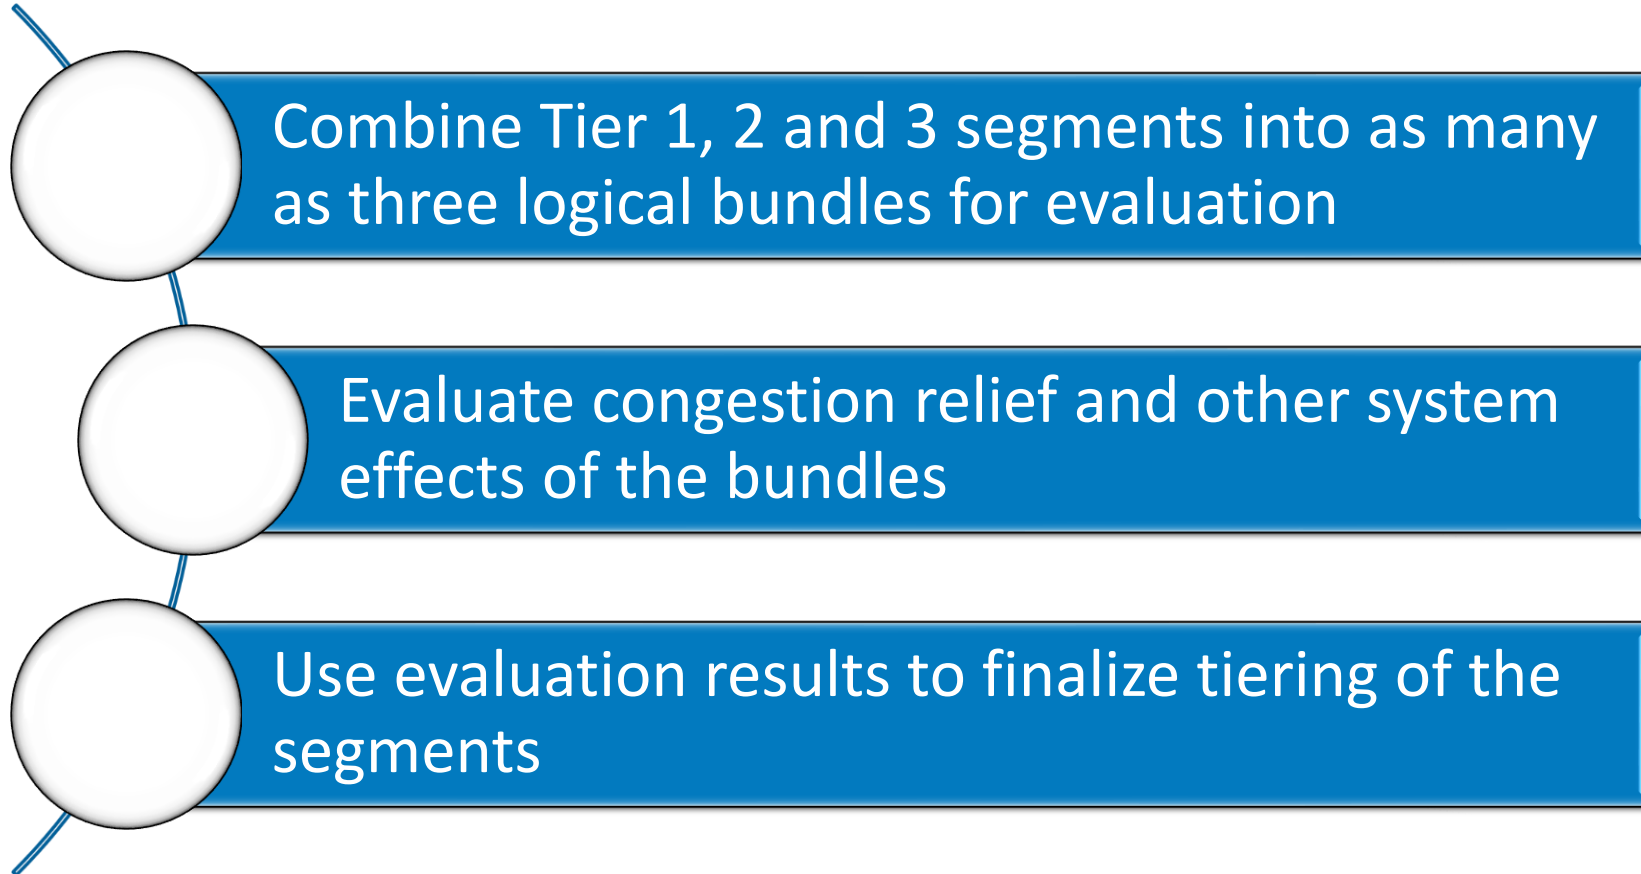 Combine Tier 1, 2 and 3 segments into as many
as three logical bundles for evaluation
Evaluate congestion relief and other system
effects of the bundles
Use evaluation results to finalize tiering of the
segments